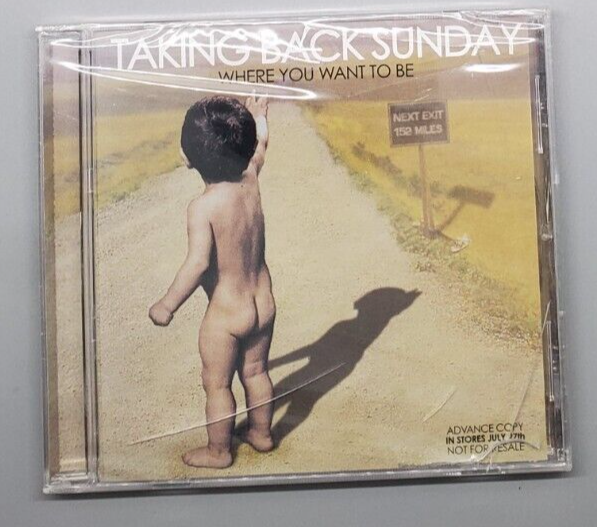 TAKING BACK SUNDAY
WHERE YOU WANT TO BE
NEXT EXIT
152 MILES
ADVANCE COPY
IN STORES JULY 27th
NOT FOR RESALE